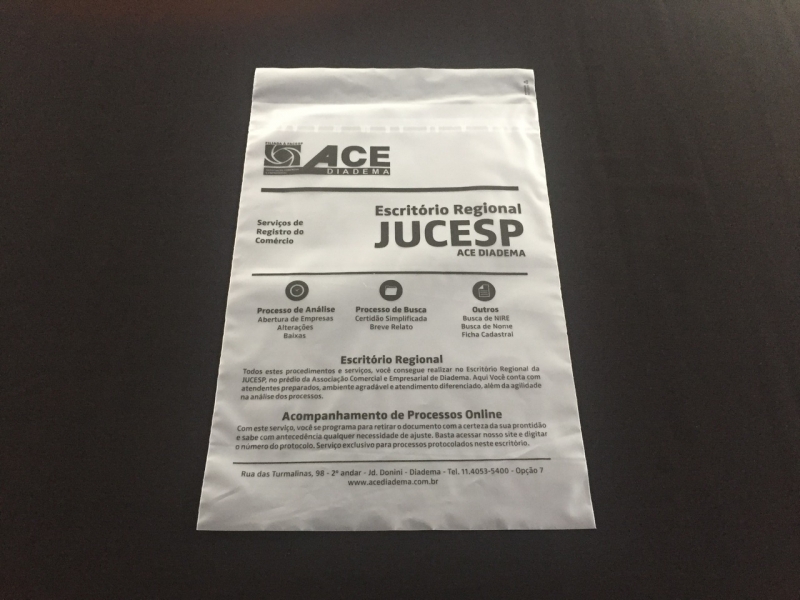 ACE
DIADEMA
Serviços de
Registro do
Comércio
Escritório Regional
JUCESP
ACE DIADEMA
Processo de Análise
Abertura de Empresas
Alterações
Baixas
Processo de Busca
Certidão Simplificada
Breve Relato
Outros
Busca de NIRE
Busca de Nome
Ficha Cadastral
Escritório Regional
Todos estes procedimentos e serviços, você consegue realizar no Escritório Regional da
JUCESP, no prédio da Associação Comercial e Empresarial de Diadema. Aqui Você conta com
atendentes preparados, ambiente agradável e atendimento diferenciado, além da agilidade
na análise dos processos.
Acompanhamento de Processos Online
Com este serviço, você se programa para retirar o documento com a certeza da sua prontidão
e sabe com antecedência qualquer necessidade de ajuste. Basta acessar nosso site e digitar
o número do protocolo. Serviço exclusivo para processos protocolados neste escritório.
Rua das Turmalinas, 98 - 2º andar - Jd. Donini - Diadema - Tel. 11.4053-5400 - Opção 7
www.acediadema.com.br